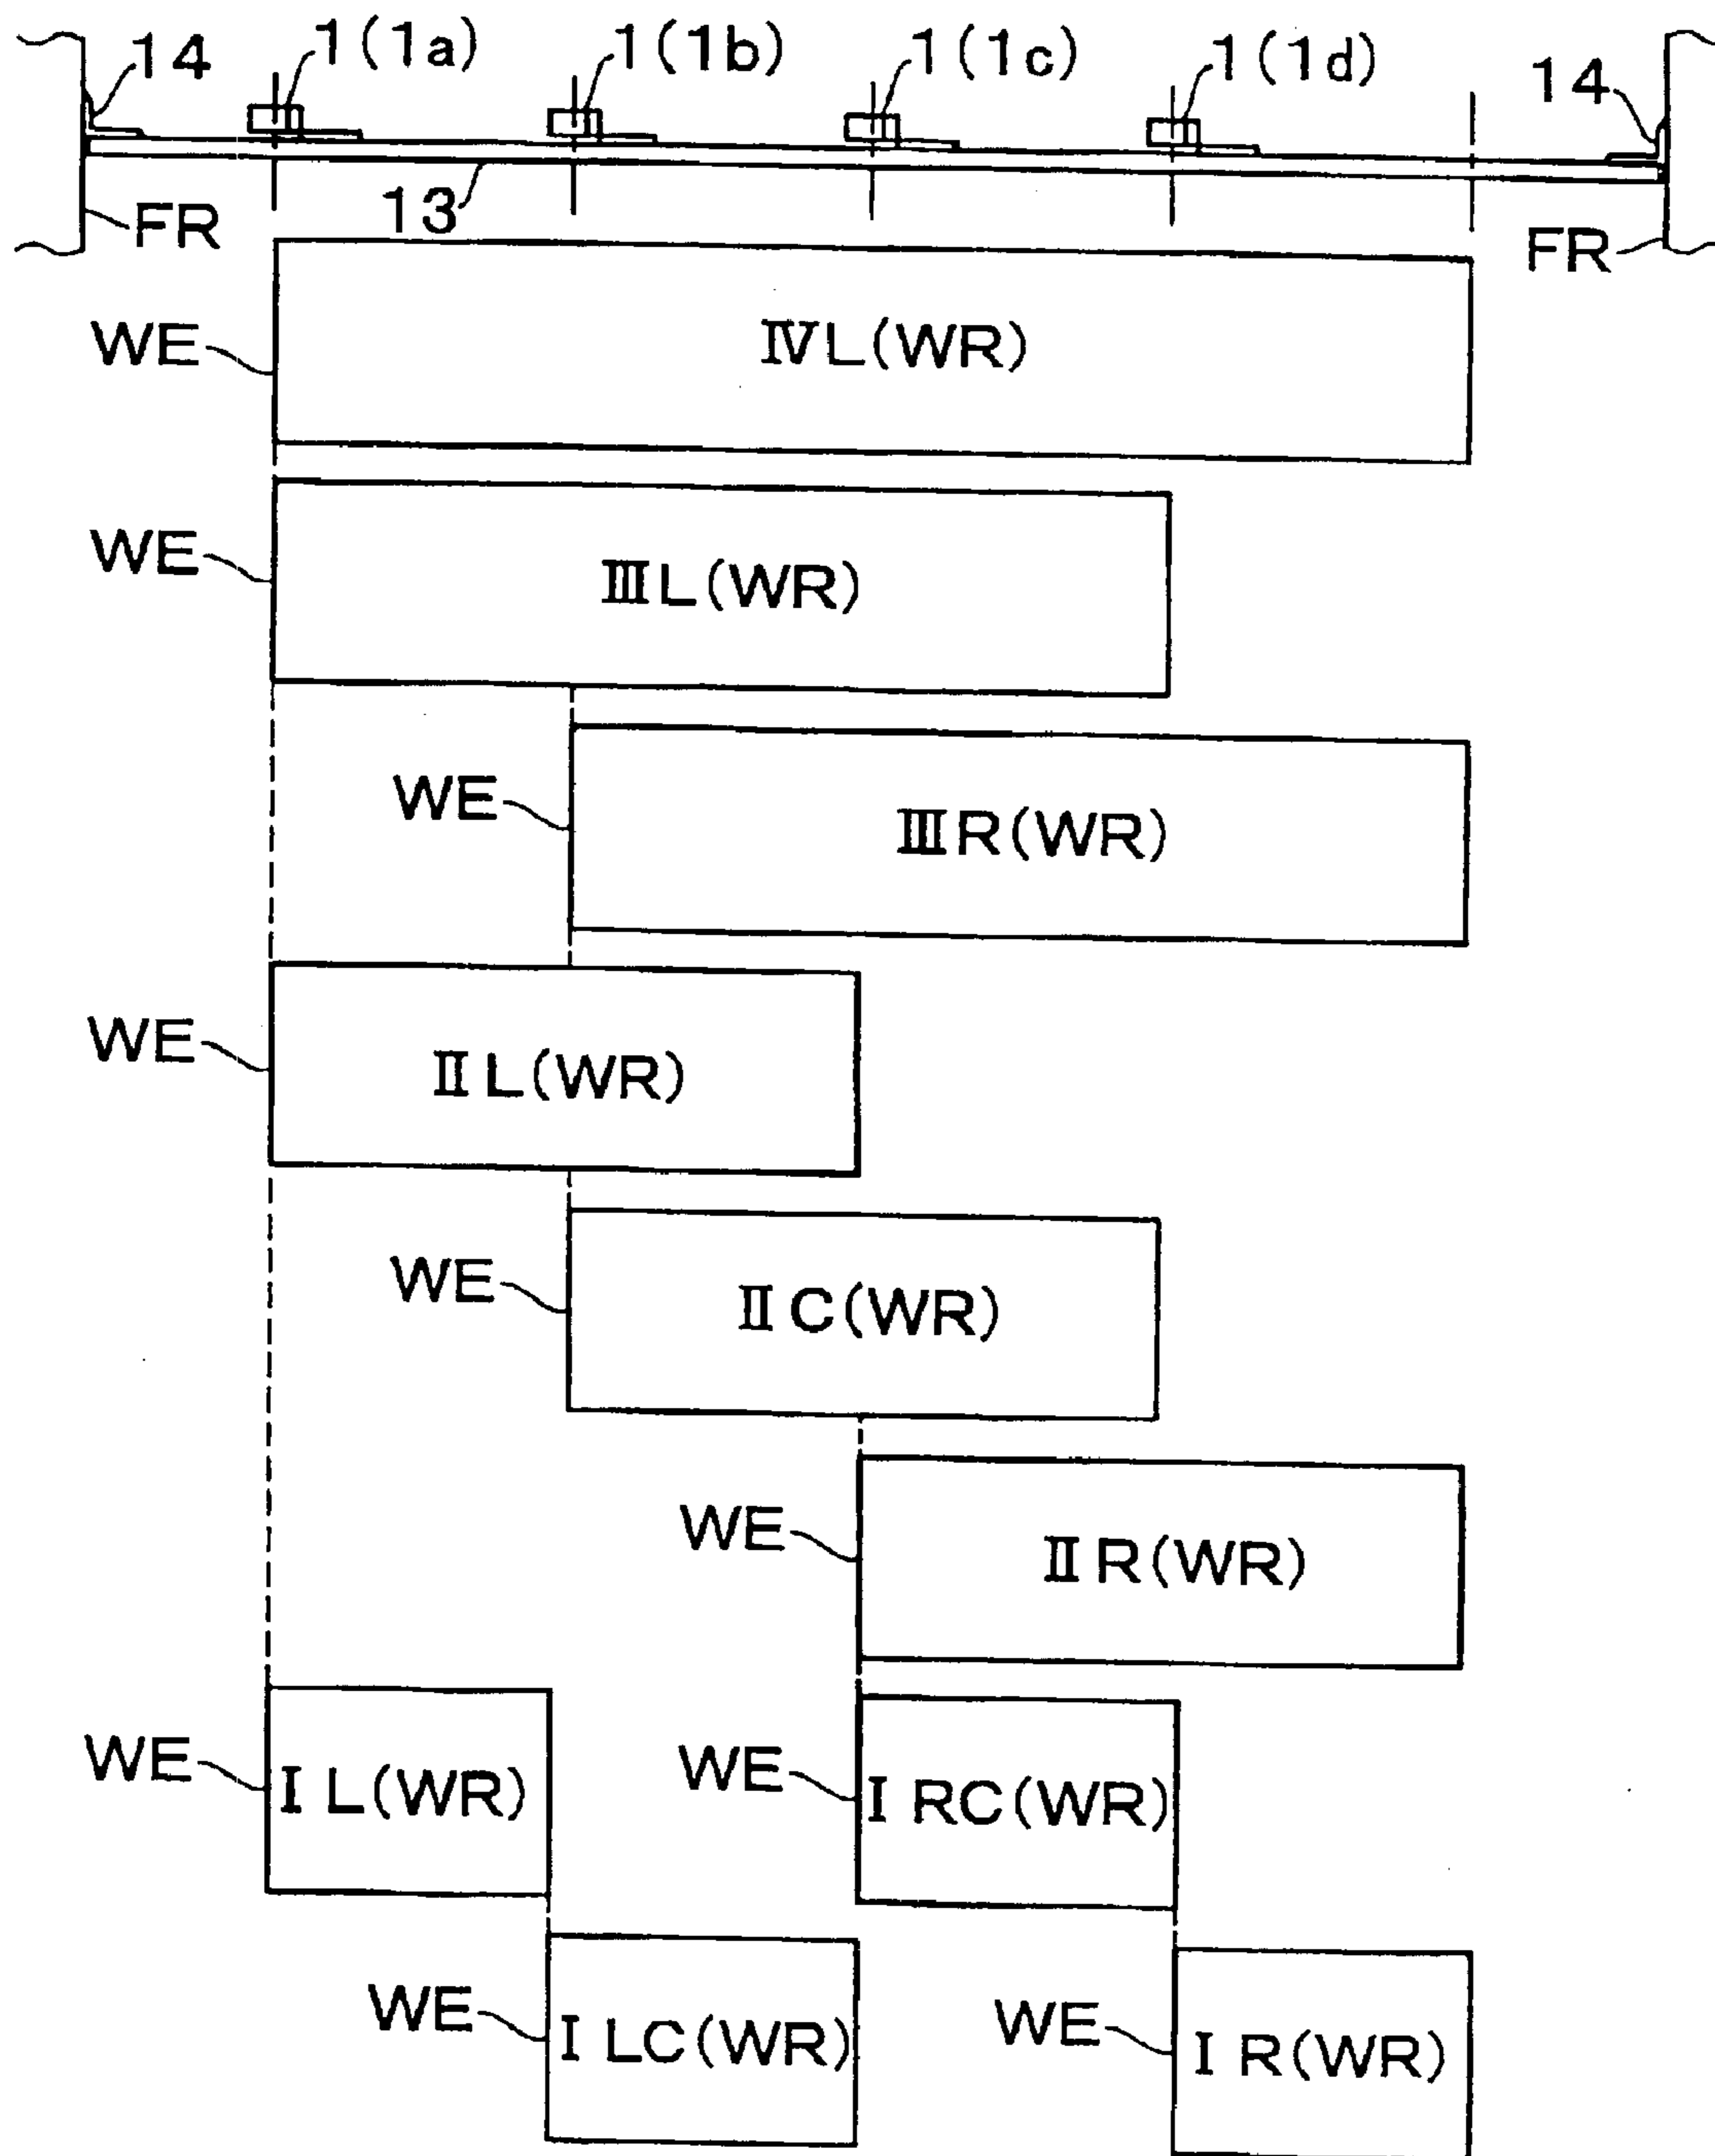 14 1(1a) 1(1b) 1(1c) 1(1d) 14
13
FR FR
WE ⅣL(WR)
WE ⅢL(WR)
WE ⅢR(WR)
WE ⅡL(WR)
WE ⅡC(WR)
WE ⅡR(WR)
WE ⅠL(WR) WE ⅠRC(WR)
WE ⅠLC(WR) WE ⅠR(WR)